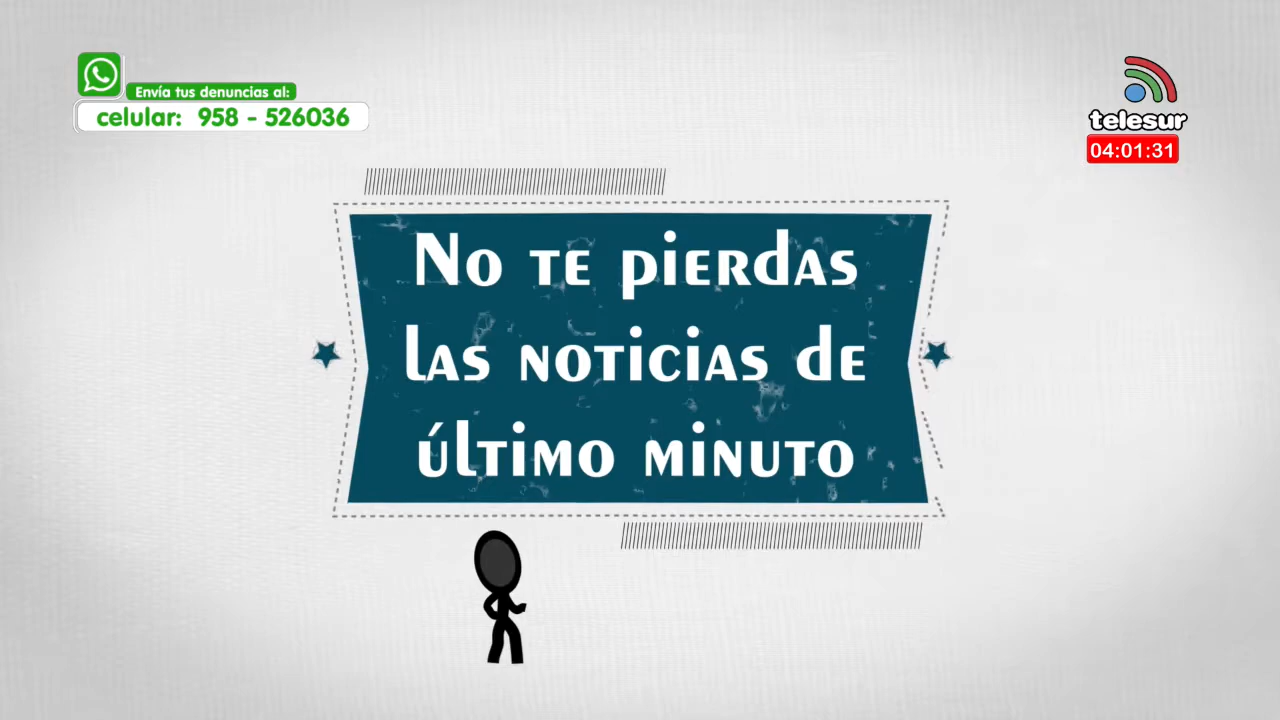 Envía tus denuncias al:
celular: 958 - 526036
telesur
04:01:31
No te pierdas
las noticias de
último minuto